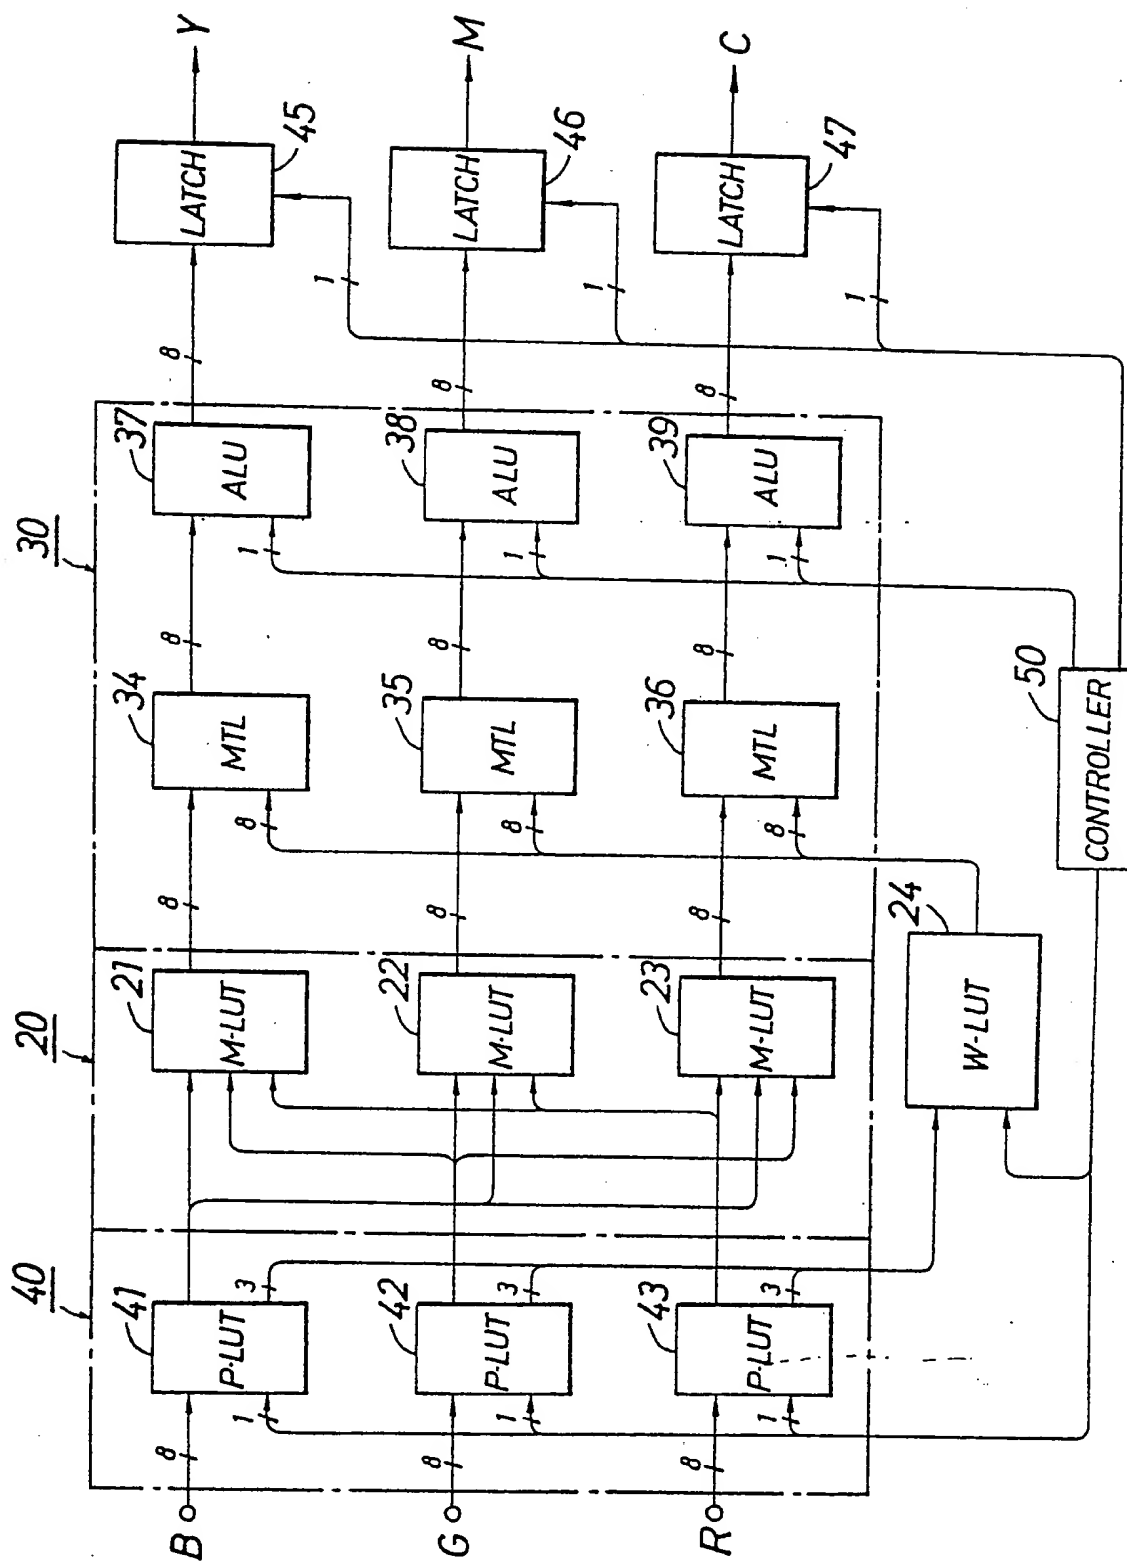 40 20 30
41 21 34 37
B 8 P-LUT M-LUT 8 MTL 8 ALU 8 LATCH Y
1 3 8 1 45
1
42 22 35 38
G 8 P-LUT M-LUT 8 MTL 8 ALU 8 LATCH M
1 3 8 1 46
1
43 23 36 39
R 8 P-LUT M-LUT 8 MTL 8 ALU 8 LATCH C
1 3 8 1 47
1
24
W-LUT
50
CONTROLLER